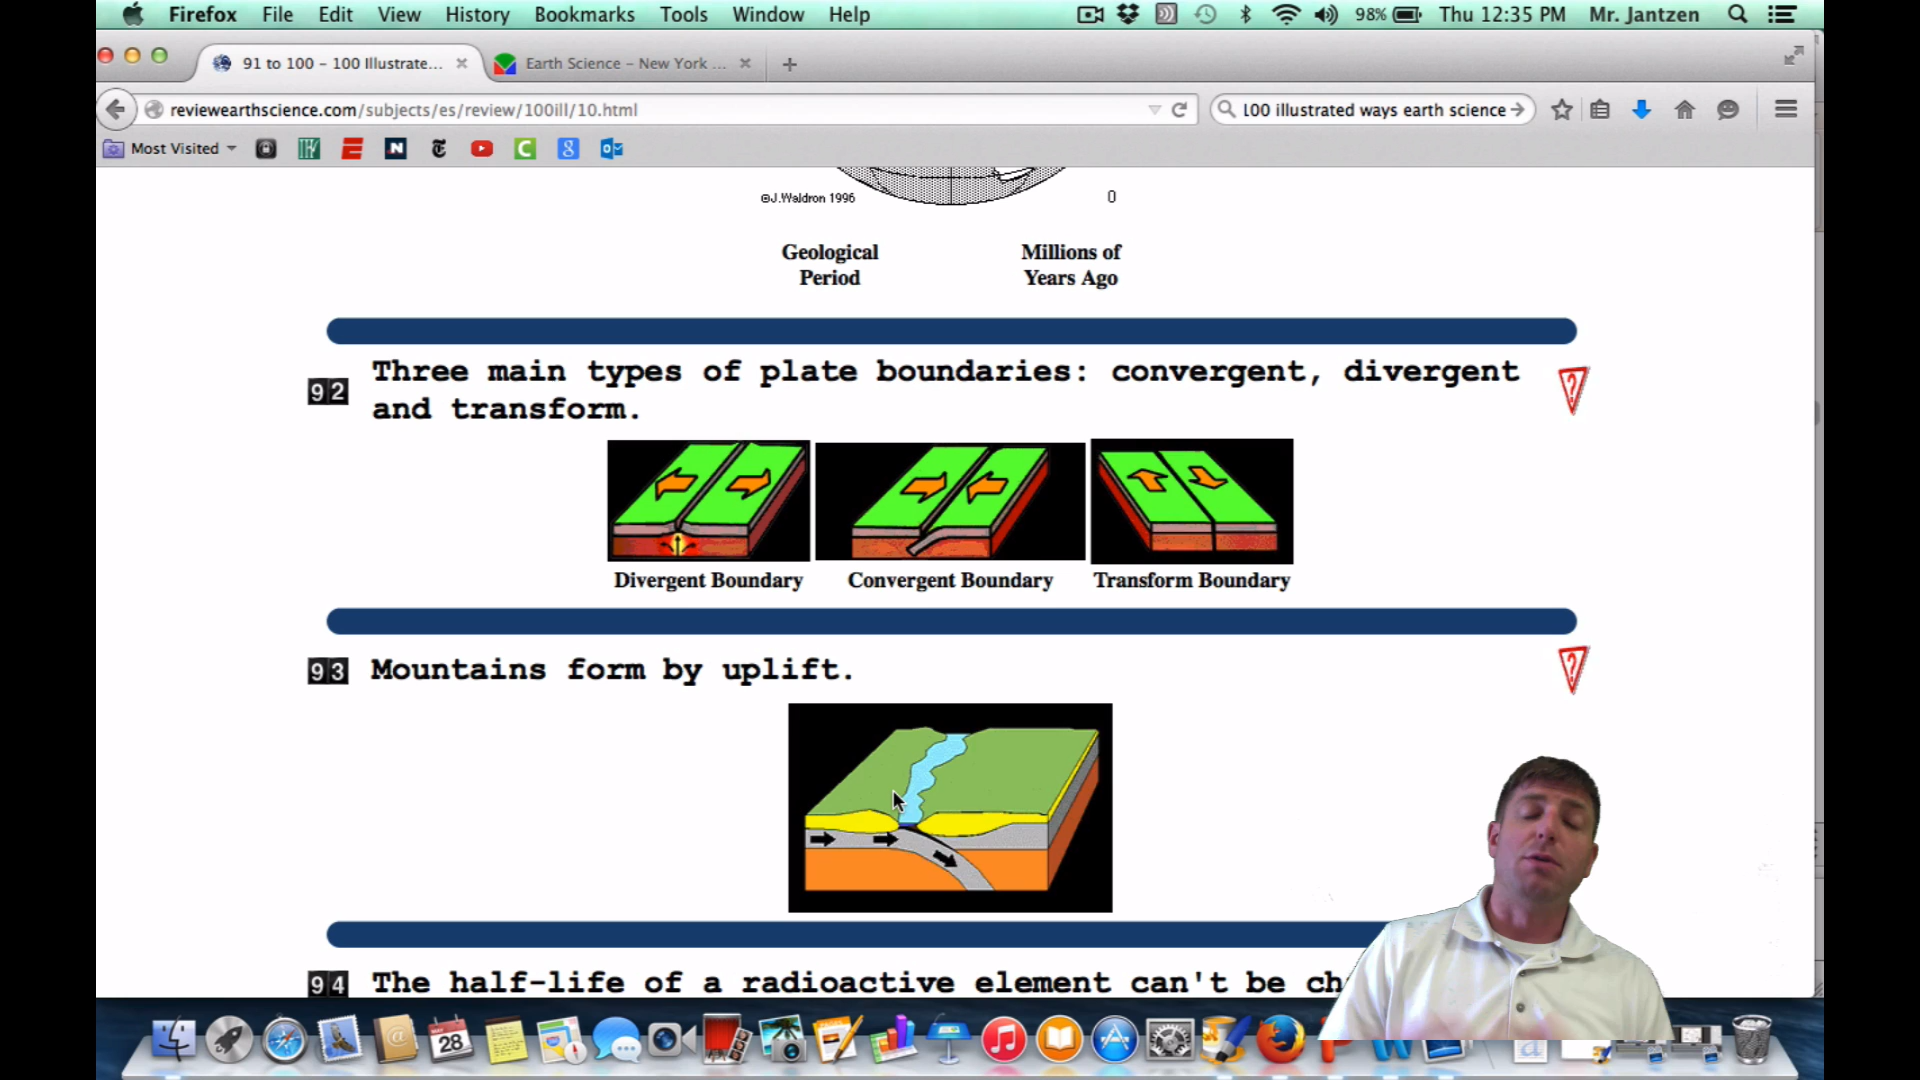 Firefox File Edit View History Bookmarks Tools Window Help 98% Thu 12:35 PM Mr. Jantzen
91 to 100 – 100 Illustrate... Earth Science – New York ...
reviewearthscience.com/subjects/es/review/100ill/10.html 100 illustrated ways earth science
Most Visited
©J.Waldron 1996 0
Geological Millions of
Period Years Ago
92 Three main types of plate boundaries: convergent, divergent
and transform.
Divergent Boundary Convergent Boundary Transform Boundary
93 Mountains form by uplift.
94 The half-life of a radioactive element can't be ch
28